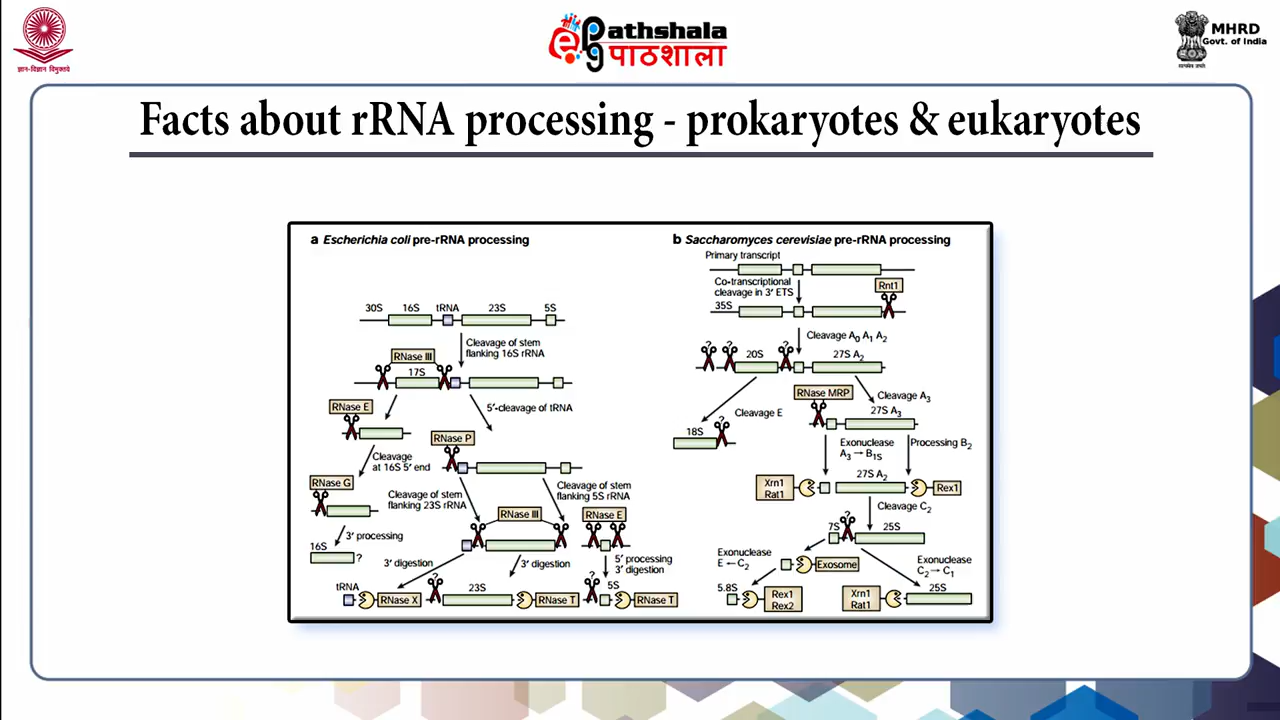 ज्ञान-विज्ञान विमुक्तये
epgpathshala
पाठशाला
MHRD
Govt. of India
Facts about rRNA processing - prokaryotes & eukaryotes
a Escherichia coli pre-rRNA processing
30S 16S tRNA 23S 5S
Cleavage of stem
flanking 16S rRNA
RNase III
17S
RNase E
5′-cleavage of tRNA
RNase P
Cleavage
at 16S 5′ end
RNase G
Cleavage of stem
flanking 23S rRNA
Cleavage of stem
flanking 5S rRNA
RNase III
RNase E
3′ processing
16S
?
3′ digestion
3′ digestion
5′ processing
3′ digestion
tRNA
RNase X
?
23S
RNase T
?
5S
RNase T
b Saccharomyces cerevisiae pre-rRNA processing
Primary transcript
Co-transcriptional
cleavage in 3′ ETS
Rnt1
35S
Cleavage A0 A1 A2
? ? 20S ? 27S A2
RNase MRP
Cleavage A3
Cleavage E
27S A3
18S ?
Exonuclease
A3 → B1S
Processing B2
Xrn1
Rat1
27S A2
Rex1
Cleavage C2
7S ? 25S
Exonuclease
E ← C2
Exosome
Exonuclease
C2 → C1
5.8S
Rex1
Rex2
Xrn1
Rat1
25S